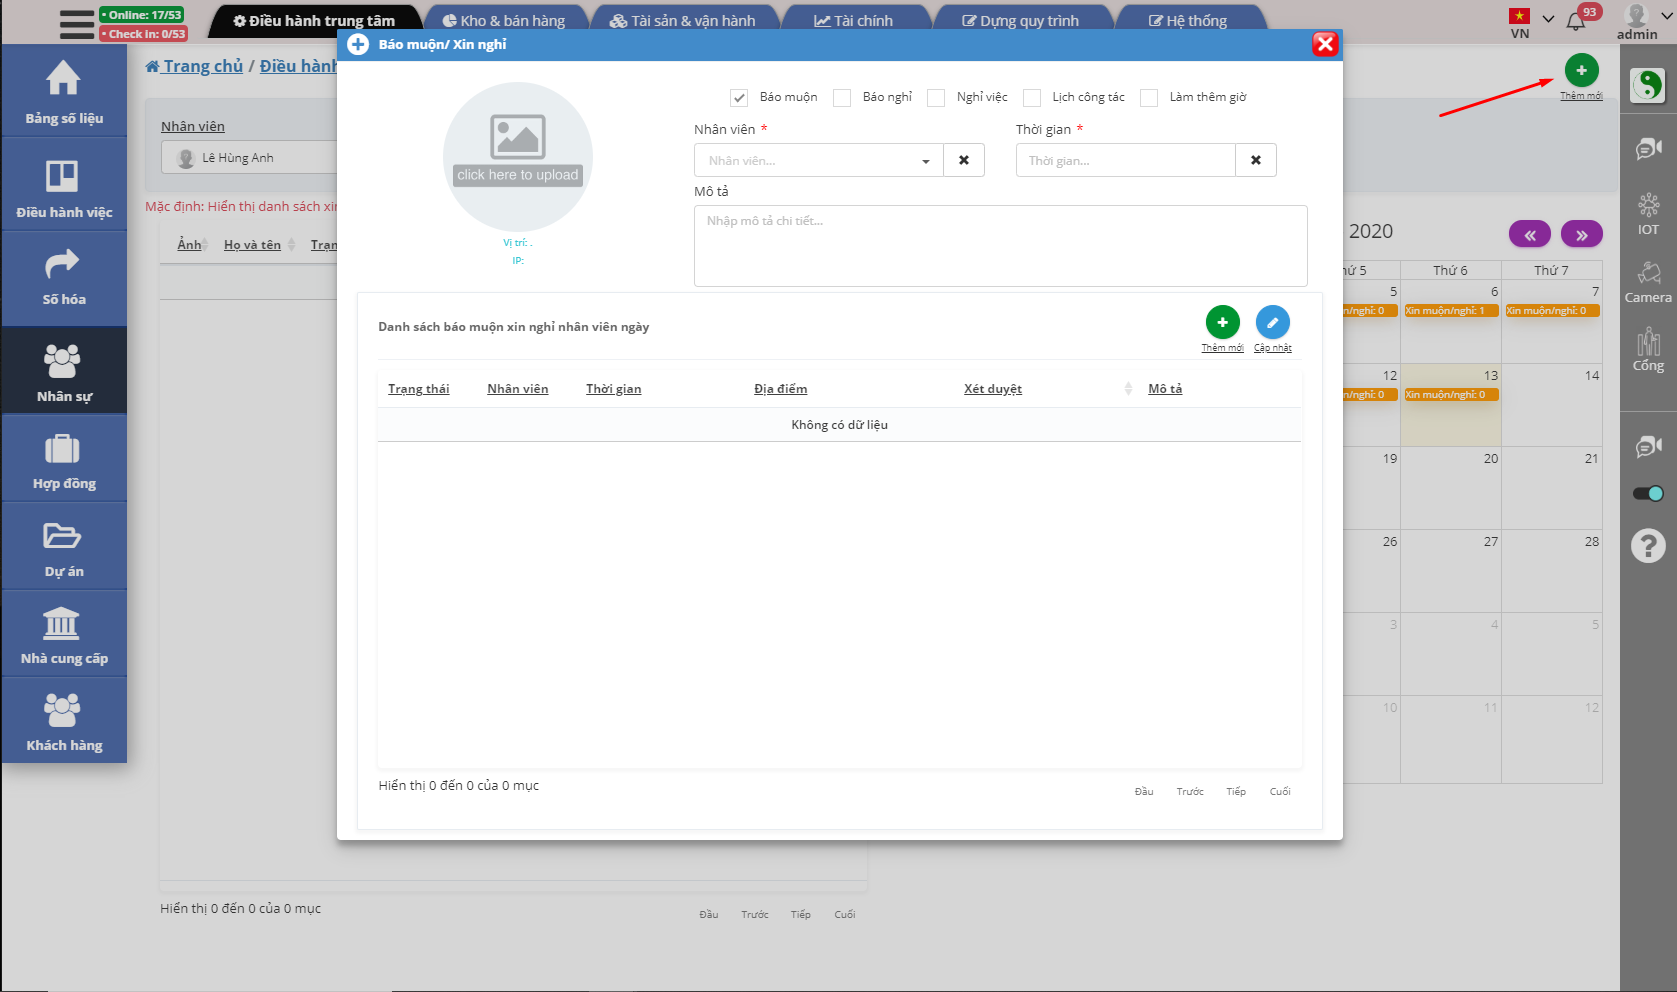 • Online: 17/53
• Check in: 0/53
Điều hành trung tâm
Kho & bán hàng
Tài sản & vận hành
Tài chính
Dựng quy trình
Hệ thống
VN
93
admin
Báo muộn/ Xin nghỉ
Bảng số liệu
Điều hành việc
Số hóa
Nhân sự
Hợp đồng
Dự án
Nhà cung cấp
Khách hàng
Trang chủ / Điều hành
Thêm mới
Nhân viên
Lê Hùng Anh
Mặc định: Hiển thị danh sách xin
Ảnh Họ và tên
click here to upload
Vị trí: .
IP:
Báo muộn Báo nghỉ Nghỉ việc Lịch công tác Làm thêm giờ
Nhân viên * Thời gian *
Nhân viên... Thời gian...
Mô tả
Nhập mô tả chi tiết...
Danh sách báo muộn xin nghỉ nhân viên ngày
Thêm mới Cập nhật
Trạng thái Nhân viên Thời gian Địa điểm Xét duyệt Mô tả
Không có dữ liệu
Hiển thị 0 đến 0 của 0 mục
Đầu Trước Tiếp Cuối
Hiển thị 0 đến 0 của 0 mục
Đầu Trước Tiếp Cuối
2020
5 Thứ 6 Thứ 7
5 6 7
n/nghỉ: 0 Xin muộn/nghỉ: 1 Xin muộn/nghỉ: 0
12 13 14
n/nghỉ: 0 Xin muộn/nghỉ: 0
19 20 21
26 27 28
3 4 5
10 11 12
IOT
Camera
Cổng